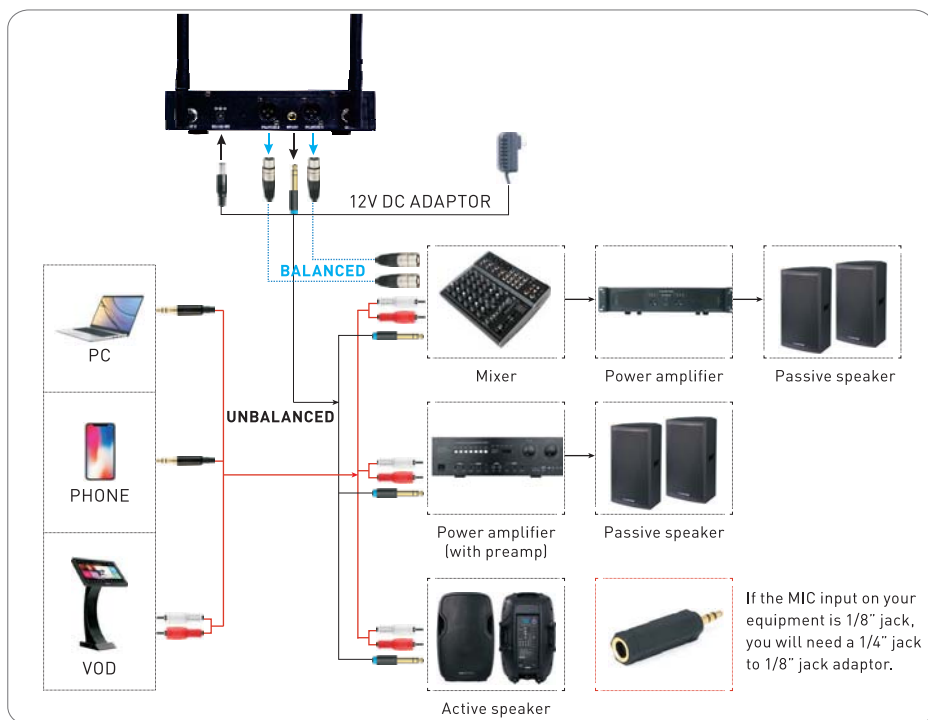 12V DC ADAPTOR
BALANCED
PC
Mixer
Power amplifier
Passive speaker
UNBALANCED
PHONE
Power amplifier
(with preamp)
Passive speaker
VOD
Active speaker
If the MIC input on your
equipment is 1/8” jack,
you will need a 1/4” jack
to 1/8” jack adaptor.